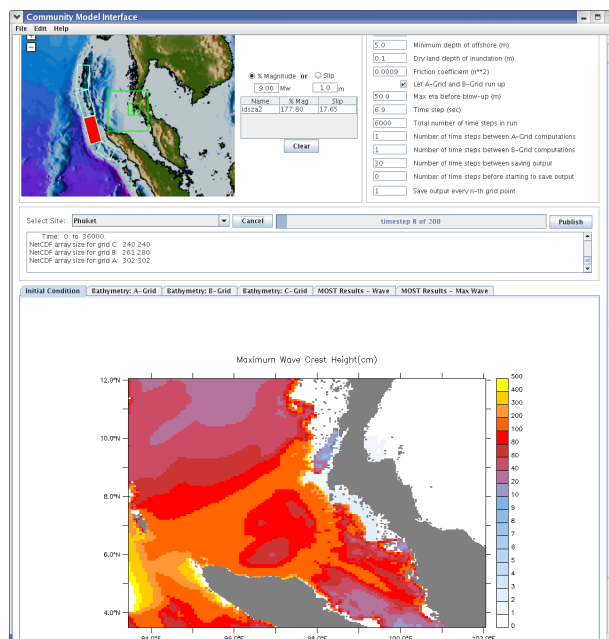 Community Model Interface
File Edit Help
% Magnitude or Slip
9.00 Mw 1.0 m
Name % Mag Slip
idsza2 177.80 17.65
Clear
5.0 Minimum depth of offshore (m)
0.1 Dry land depth of inundation (m)
0.0009 Friction coefficient (n**2)
Let A-Grid and B-Grid run up
50.0 Max eta before blow-up (m)
6.9 Time step (sec)
6000 Total number of time steps in run
1 Number of time steps between A-Grid computations
1 Number of time steps between B-Grid computations
30 Number of time steps between saving output
0 Number of time steps before starting to save output
1 Save output every n-th grid point
Select Site: Phuket Cancel timestep 8 of 200 Publish
Time: 0. to 36000.
NetCDF array size for grid C: 240 240
NetCDF array size for grid B: 261 280
NetCDF array size for grid A: 302 302
Initial Condition Bathymetry: A-Grid Bathymetry: B-Grid Bathymetry: C-Grid MOST Results - Wave MOST Results - Max Wave
Maximum Wave Crest Height(cm)
12.0°N
10.0°N
8.0°N
6.0°N
4.0°N
94.0°E 96.0°E 98.0°E 100.0°E 102.0°E
500
400
300
200
100
80
60
40
20
10
9
8
7
6
5
4
3
2
1
0